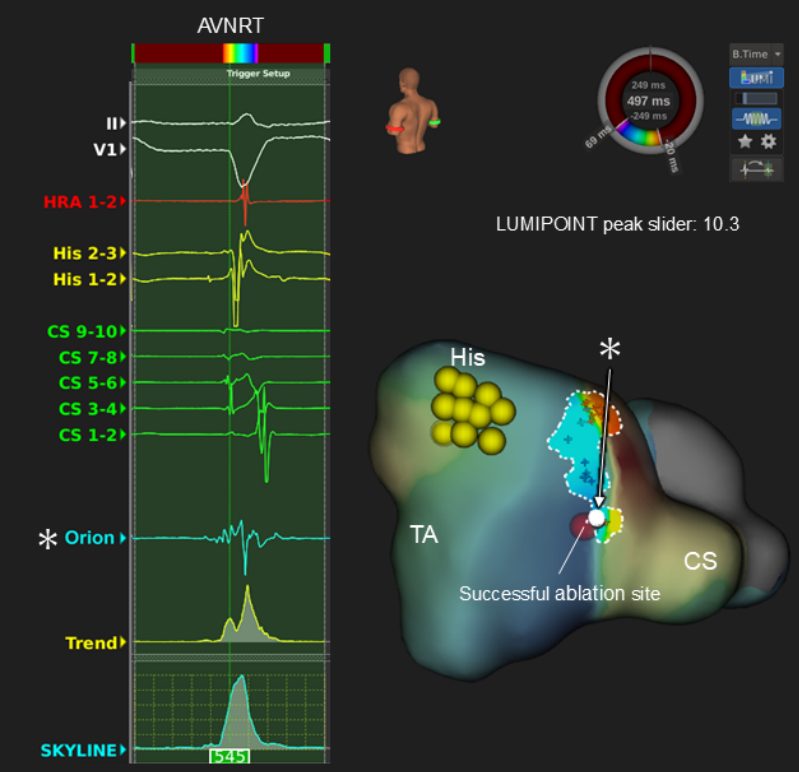 AVNRT
Trigger Setup
II
V1
HRA 1-2
His 2-3
His 1-2
CS 9-10
CS 7-8
CS 5-6
CS 3-4
CS 1-2
* Orion
Trend
SKYLINE
545
249 ms
497 ms
-249 ms
69 ms
-20 ms
B.Time
LUMI
LUMIPOINT peak slider: 10.3
His
*
TA
CS
Successful ablation site